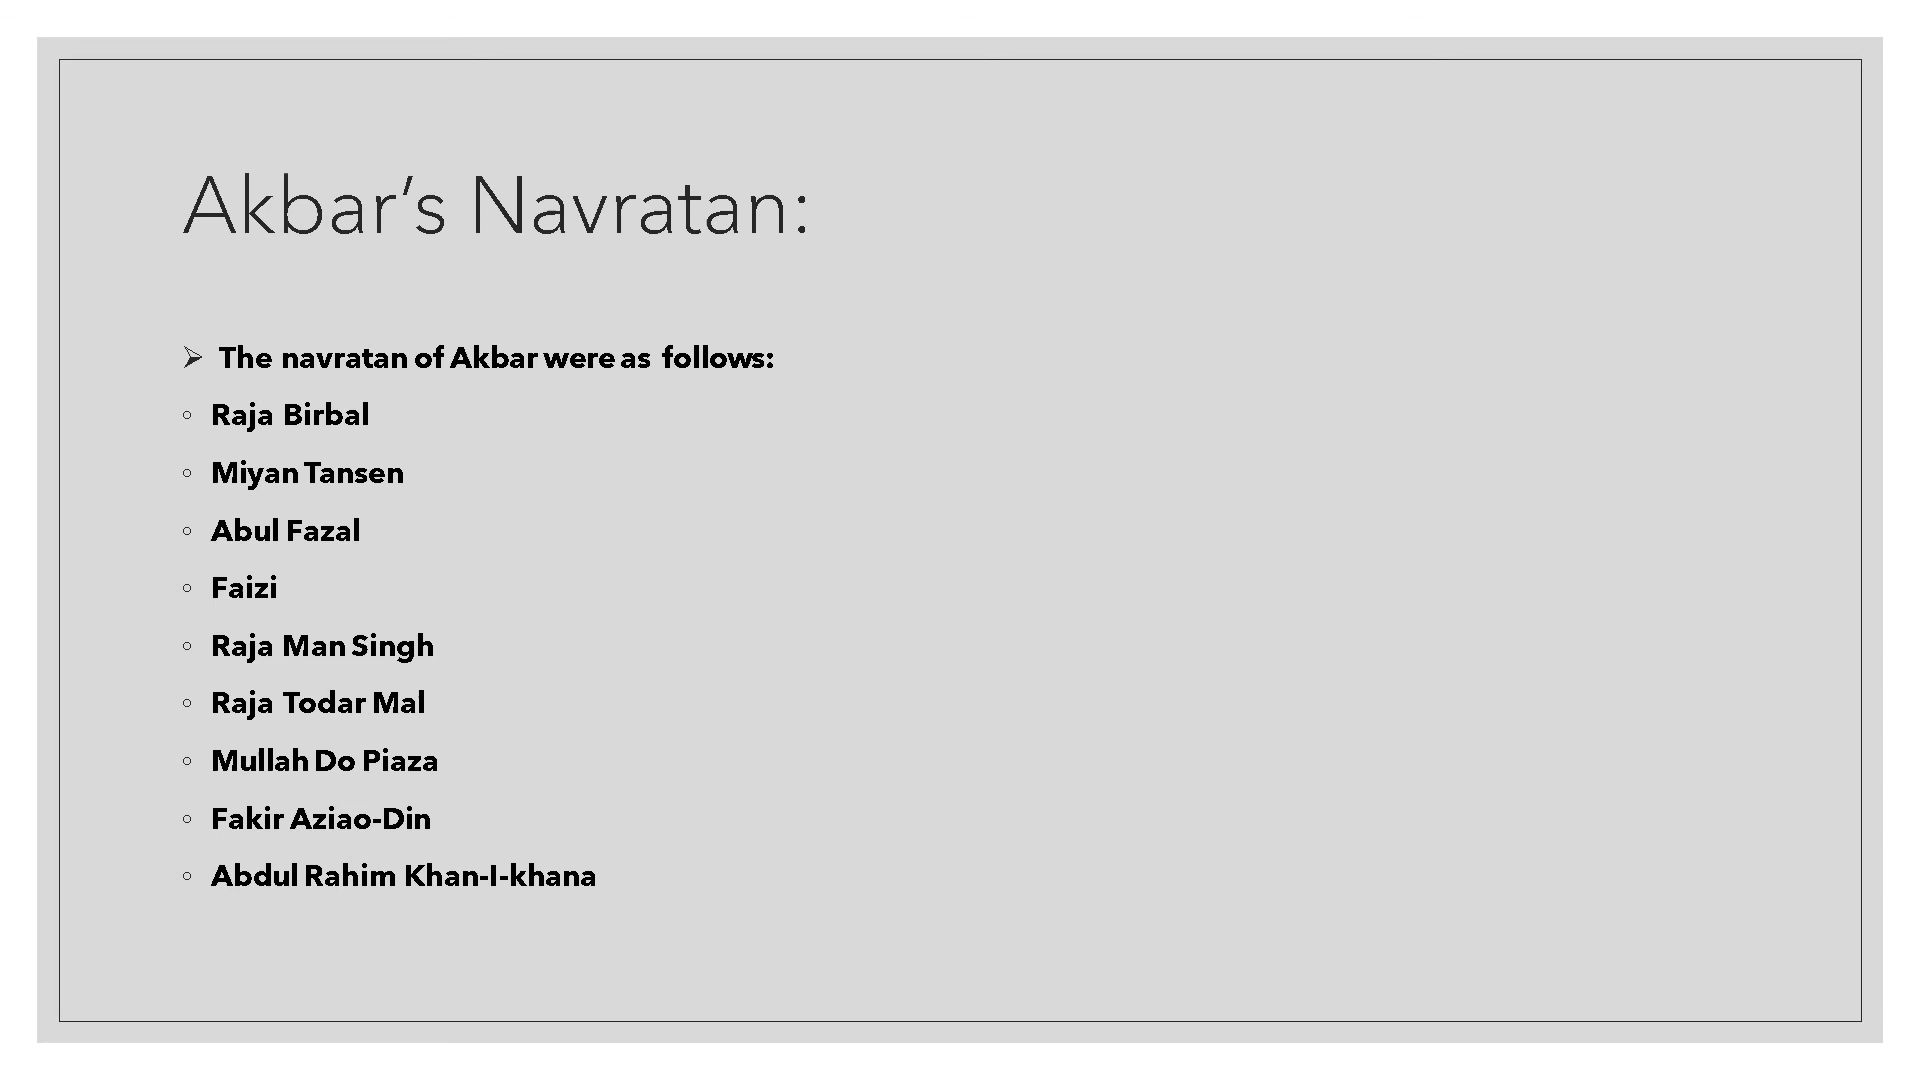 Akbar’s Navratan:
➢ The navratan of Akbar were as follows:
◦ Raja Birbal
◦ Miyan Tansen
◦ Abul Fazal
◦ Faizi
◦ Raja Man Singh
◦ Raja Todar Mal
◦ Mullah Do Piaza
◦ Fakir Aziao-Din
◦ Abdul Rahim Khan-I-khana